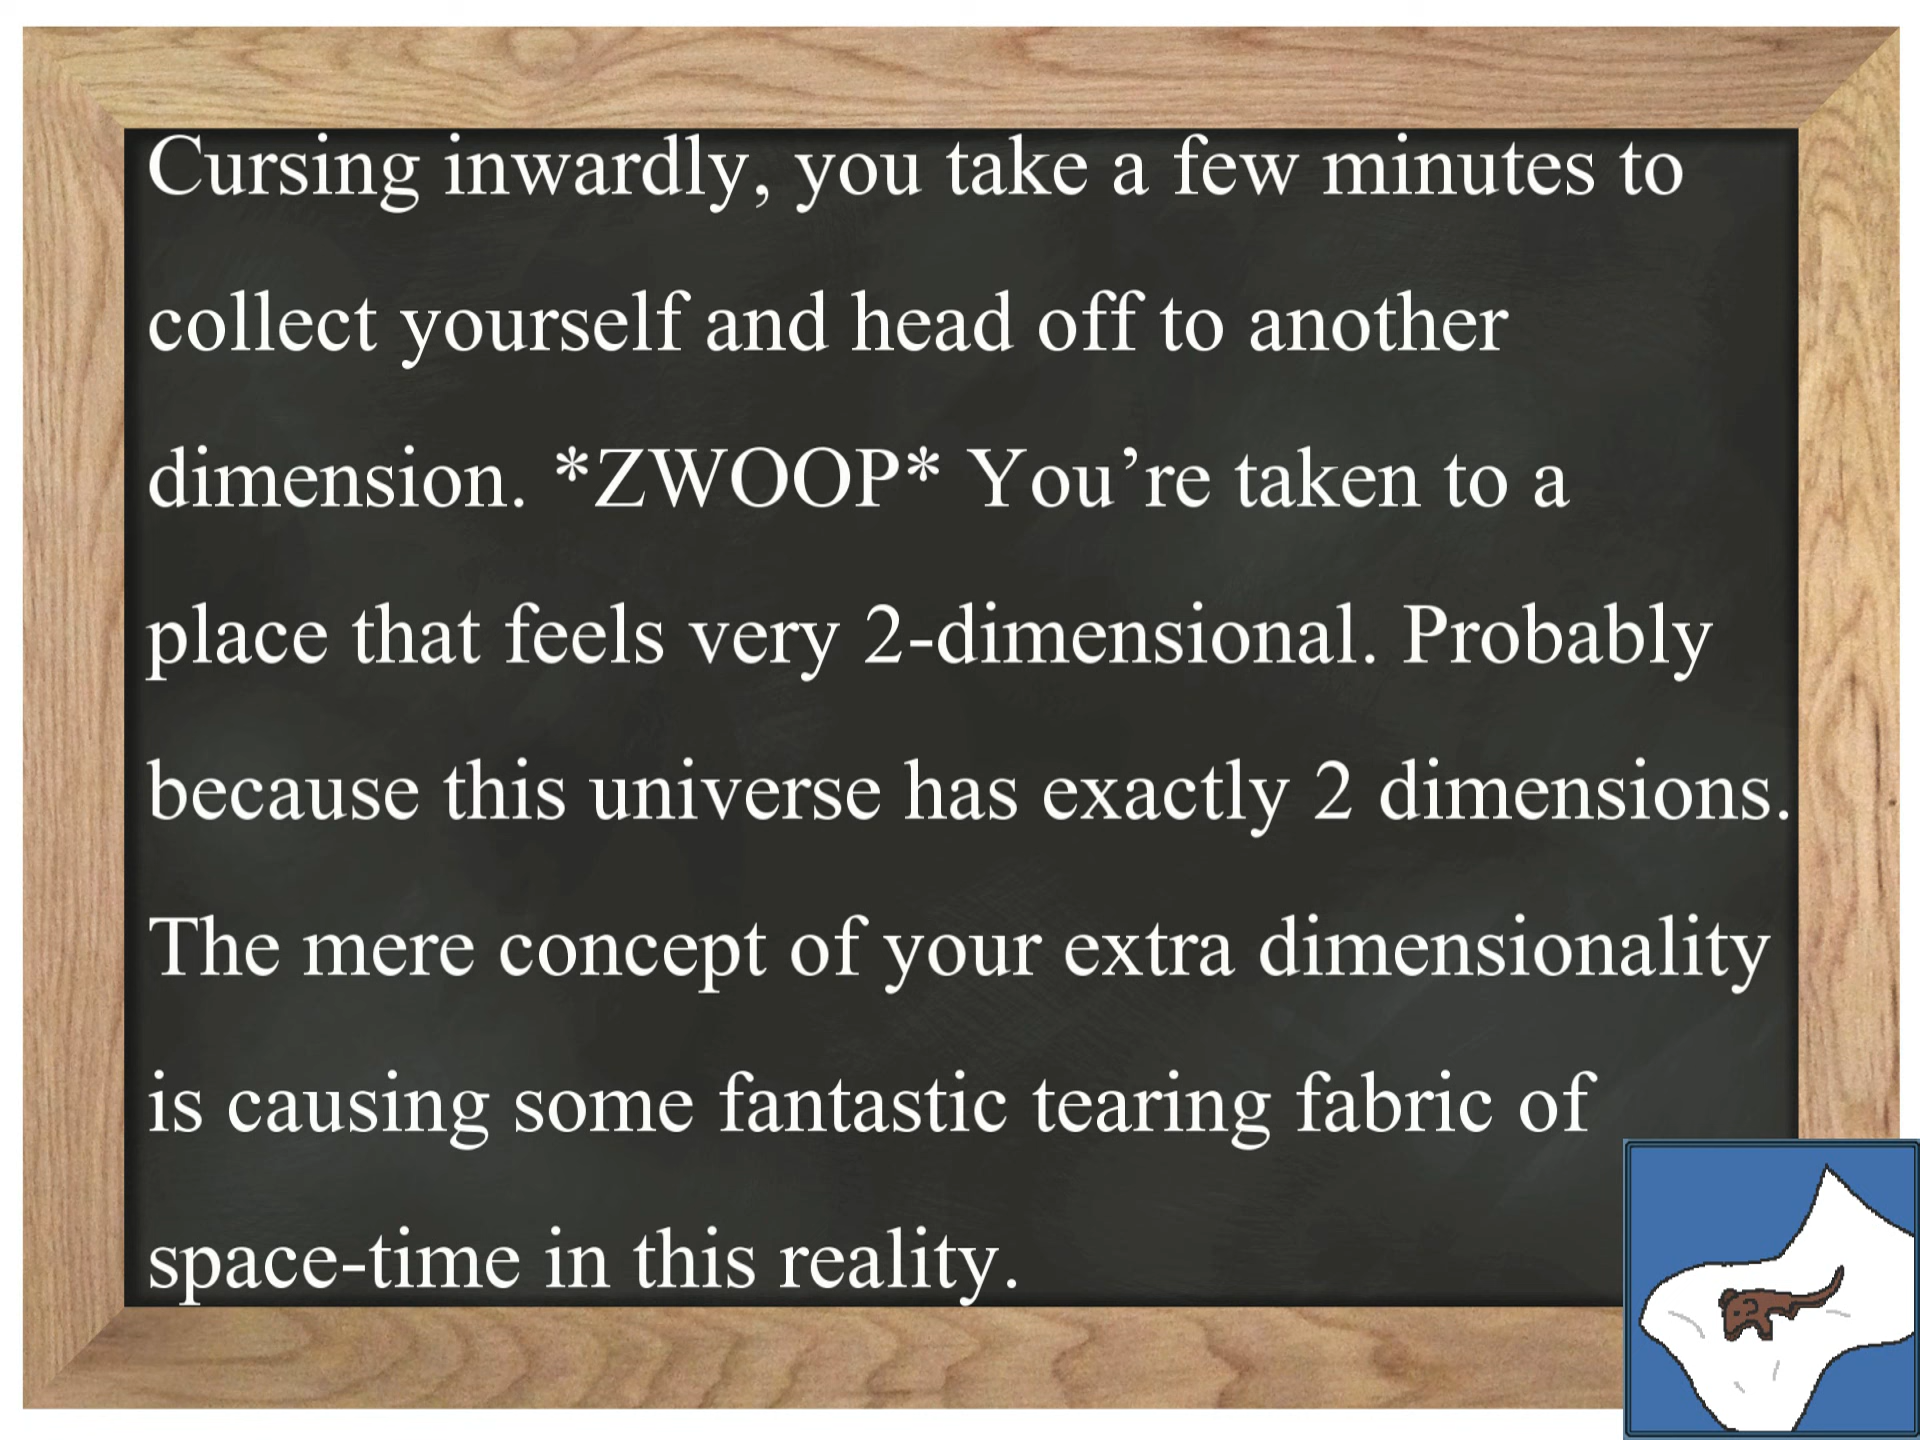 Cursing inwardly, you take a few minutes to
collect yourself and head off to another
dimension. *ZWOOP* You’re taken to a
place that feels very 2-dimensional. Probably
because this universe has exactly 2 dimensions.
The mere concept of your extra dimensionality
is causing some fantastic tearing fabric of
space-time in this reality.